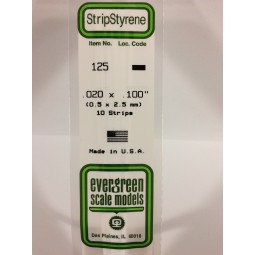 StripStyrene
Item No. Loc. Code
125
.020 x .100"
(0.5 x 2.5 mm)
10 Strips
Made in U.S.A.
evergreen
scale models
Des Plaines, IL 60018